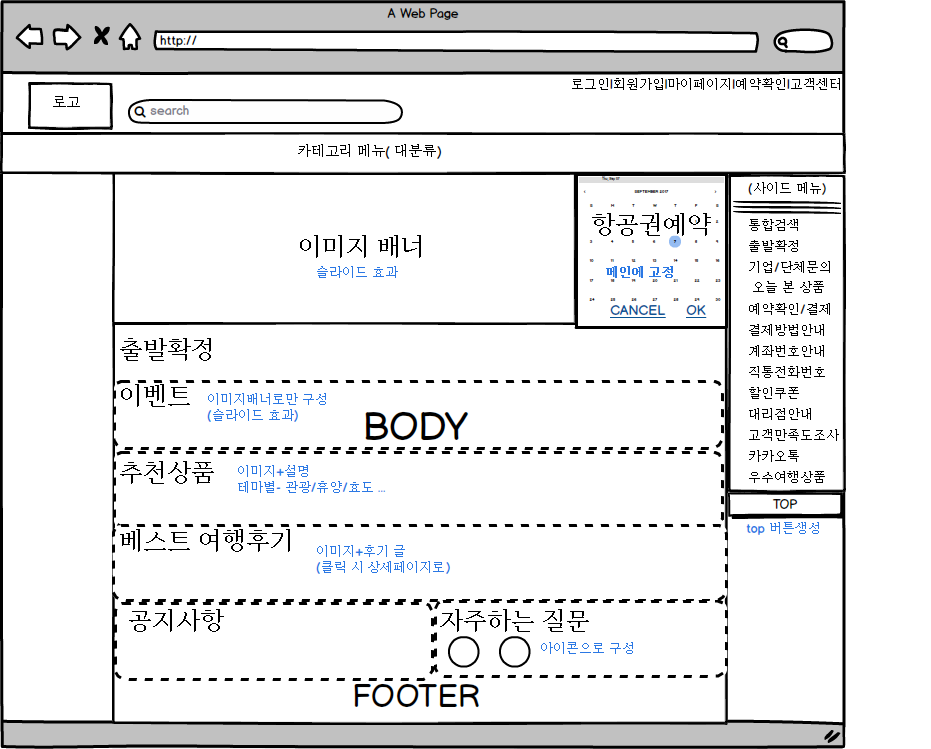 A Web Page
http://
로그인|회원가입|마이페이지|예약확인|고객센터
로고
search
카테고리 메뉴( 대분류)
이미지 배너
슬라이드 효과
Thu, Sep 07
SEPTEMBER 2017
S M T W T F S
항공권예약
메인에 고정
CANCEL OK
(사이드 메뉴)
통합검색
출발확정
기업/단체문의
오늘 본 상품
예약확인/결제
결제방법안내
계좌번호안내
직통전화번호
할인쿠폰
대리점안내
고객만족도조사
카카오톡
우수여행상품
TOP
top 버튼생성
출발확정
이벤트
이미지배너로만 구성
(슬라이드 효과)
BODY
추천상품
이미지+설명
테마별- 관광/휴양/효도 ...
베스트 여행후기
이미지+후기 글
(클릭 시 상세페이지로)
공지사항
자주하는 질문
아이콘으로 구성
FOOTER